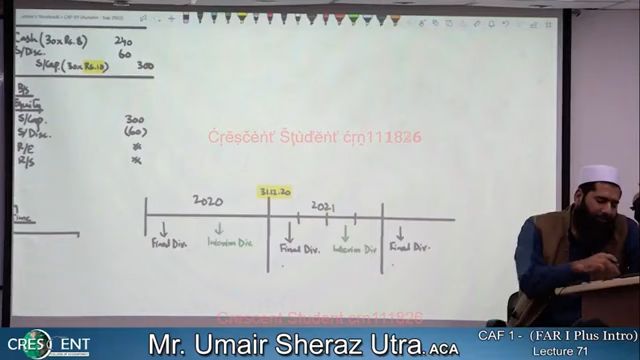 Cash (30x Rs.8) 240
S/Disc. 60
S/Cap. (30x Rs.10) 300
B/S
Equity
S/Cap. 300
S/Disc. (60)
R/E *
R/S *
Crescent Student crn111826
31.12.20
2020 2021
Final Div. Interim Div. Final Div. Interim Div Final Div.
Crescent Student crn111826
CRESCENT
Mr. Umair Sheraz Utra. ACA
CAF 1 - (FAR I Plus Intro)
Lecture 71